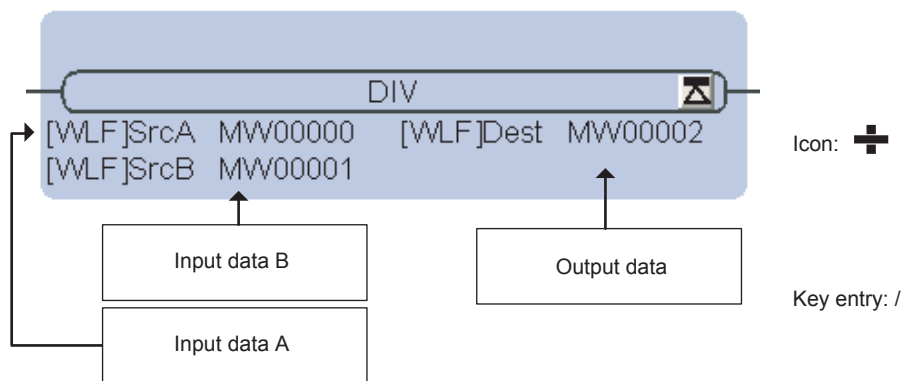 DIV
[WLF]SrcA MW00000 [WLF]Dest MW00002
[WLF]SrcB MW00001
Icon:
Input data B
Output data
Key entry: /
Input data A